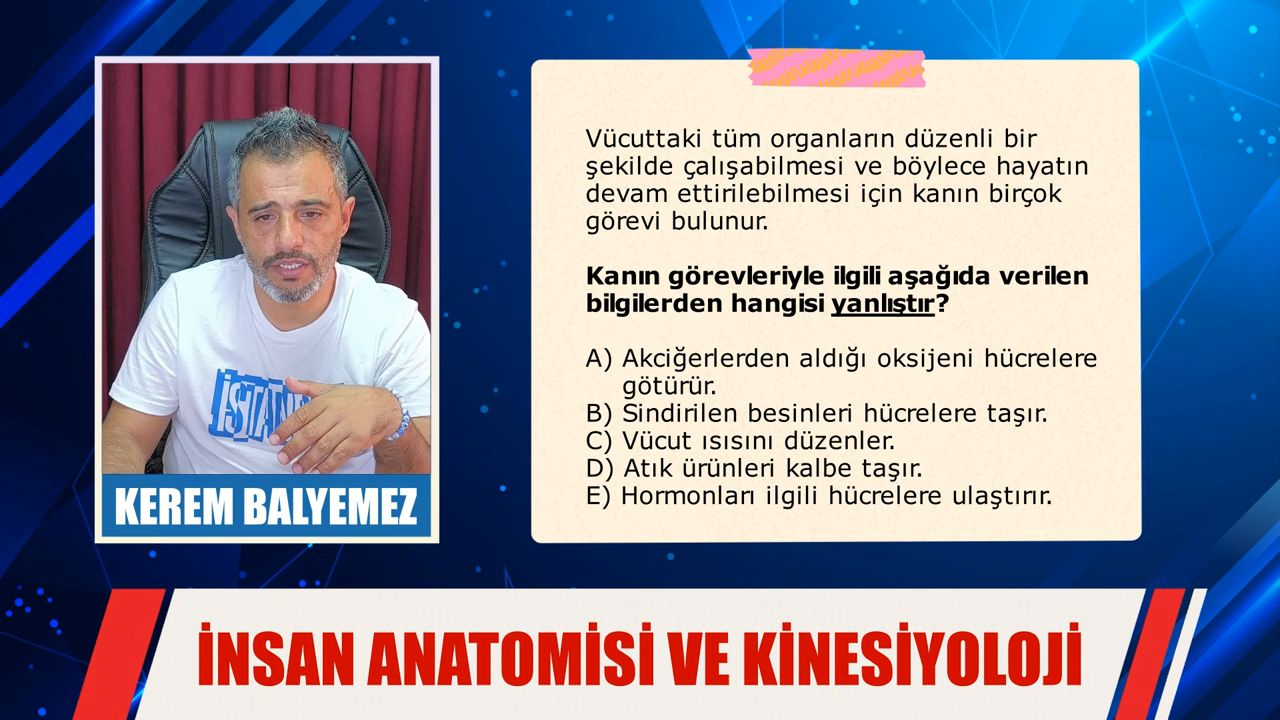 Vücuttaki tüm organların düzenli bir
şekilde çalışabilmesi ve böylece hayatın
devam ettirilebilmesi için kanın birçok
görevi bulunur.
Kanın görevleriyle ilgili aşağıda verilen
bilgilerden hangisi yanlıştır?
A) Akciğerlerden aldığı oksijeni hücrelere
götürür.
B) Sindirilen besinleri hücrelere taşır.
C) Vücut ısısını düzenler.
D) Atık ürünleri kalbe taşır.
E) Hormonları ilgili hücrelere ulaştırır.
KEREM BALYEMEZ
İNSAN ANATOMİSİ VE KİNESİYOLOJİ